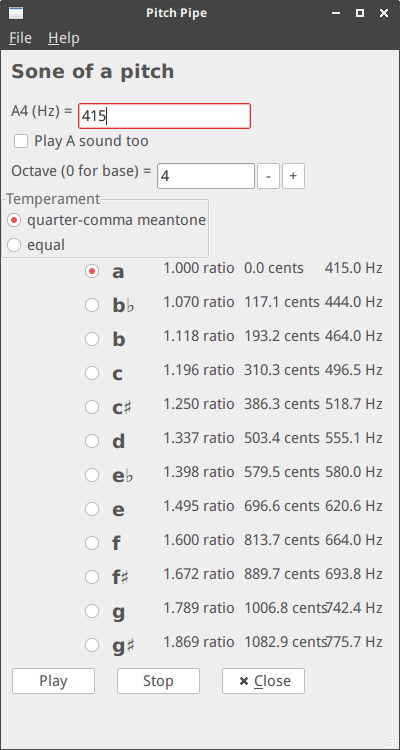 Pitch Pipe
File Help
Sone of a pitch
A4 (Hz) = 415
Play A sound too
Octave (0 for base) = 4 - +
Temperament
quarter-comma meantone
equal
a 1.000 ratio 0.0 cents 415.0 Hz
b♭ 1.070 ratio 117.1 cents 444.0 Hz
b 1.118 ratio 193.2 cents 464.0 Hz
c 1.196 ratio 310.3 cents 496.5 Hz
c♯ 1.250 ratio 386.3 cents 518.7 Hz
d 1.337 ratio 503.4 cents 555.1 Hz
e♭ 1.398 ratio 579.5 cents 580.0 Hz
e 1.495 ratio 696.6 cents 620.6 Hz
f 1.600 ratio 813.7 cents 664.0 Hz
f♯ 1.672 ratio 889.7 cents 693.8 Hz
g 1.789 ratio 1006.8 cents 742.4 Hz
g♯ 1.869 ratio 1082.9 cents 775.7 Hz
Play Stop Close